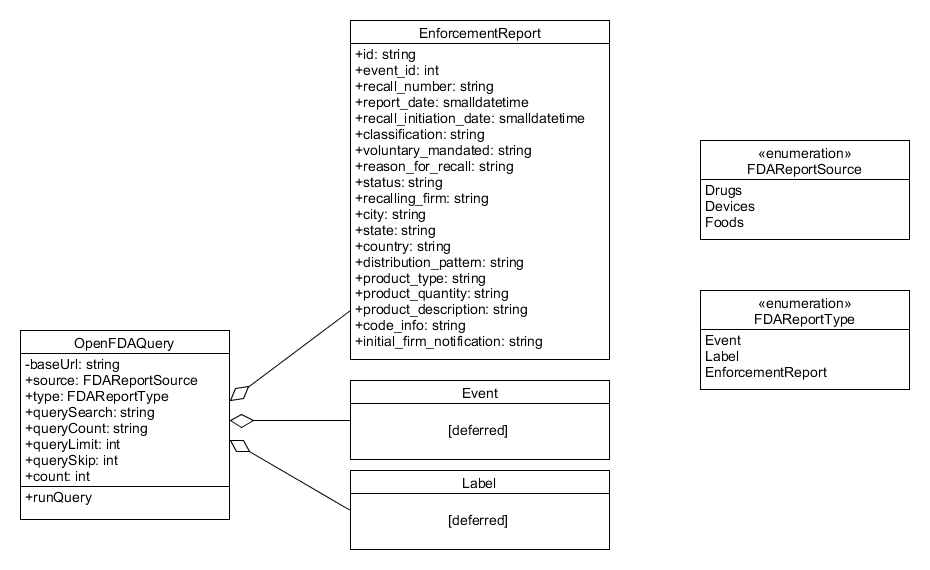 EnforcementReport
+id: string
+event_id: int
+recall_number: string
+report_date: smalldatetime
+recall_initiation_date: smalldatetime
+classification: string
+voluntary_mandated: string
+reason_for_recall: string
+status: string
+recalling_firm: string
+city: string
+state: string
+country: string
+distribution_pattern: string
+product_type: string
+product_quantity: string
+product_description: string
+code_info: string
+initial_firm_notification: string
«enumeration»
FDAReportSource
Drugs
Devices
Foods
«enumeration»
FDAReportType
Event
Label
EnforcementReport
OpenFDAQuery
-baseUrl: string
+source: FDAReportSource
+type: FDAReportType
+querySearch: string
+queryCount: string
+queryLimit: int
+querySkip: int
+count: int
+runQuery
Event
[deferred]
Label
[deferred]